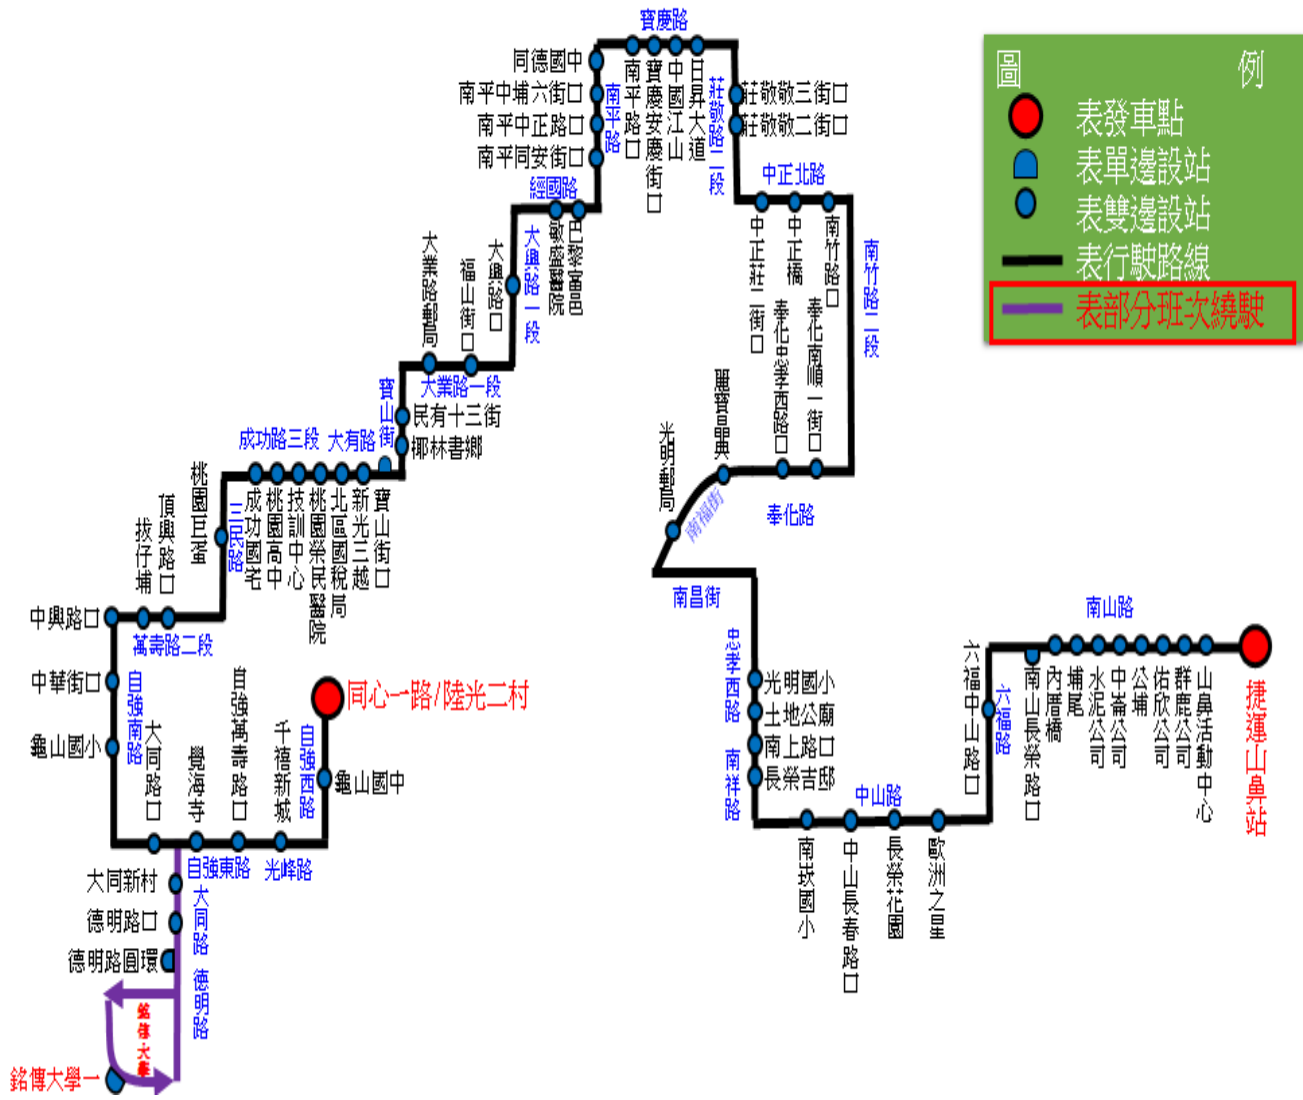 圖 例
表發車點
表單邊設站
表雙邊設站
表行駛路線
表部分班次繞駛
寶慶路
同德國中
南平中埔六街口
南平中正路口
南平同安街口
南平路
南平路口
寶慶安慶街口
中國江山
日昇大道
莊敬路二段
莊敬敬三街口
莊敬敬二街口
中正北路
中正莊二街口
中正橋
南竹路口
南竹路二段
經國路
敏盛醫院
巴黎富邑
大興路一段
大興路口
福山街口
大業路郵局
大業路一段
寶山街
民有十三街
椰林書鄉
成功路三段
大有路
成功國宅
桃園高中
技訓中心
桃園榮民醫院
北區國稅局
新光三越
寶山街口
三民路
桃園巨蛋
頂興路口
拔仔埔
萬壽路二段
中興路口
中華街口
龜山國小
自強南路
大同路口
覺海寺
自強萬壽路口
千禧新城
自強東路
光峰路
自強西路
同心一路/陸光二村
龜山國中
大同新村
德明路口
德明路圓環
大同路
德明路
銘傳大學
銘傳大學一
奉化忠孝西路口
奉化南順一街口
奉化路
麗寶晶典
光明郵局
南福街
南昌街
忠孝西路
光明國小
土地公廟
南上路口
長榮吉邸
南祥路
中山路
南崁國小
中山長春路口
長榮花園
歐洲之星
六福中山路口
六福路
南山路
南山長榮路口
內厝橋
埔尾
水泥公司
中崙公司
公埔
佑欣公司
群鹿公司
山鼻活動中心
捷運山鼻站